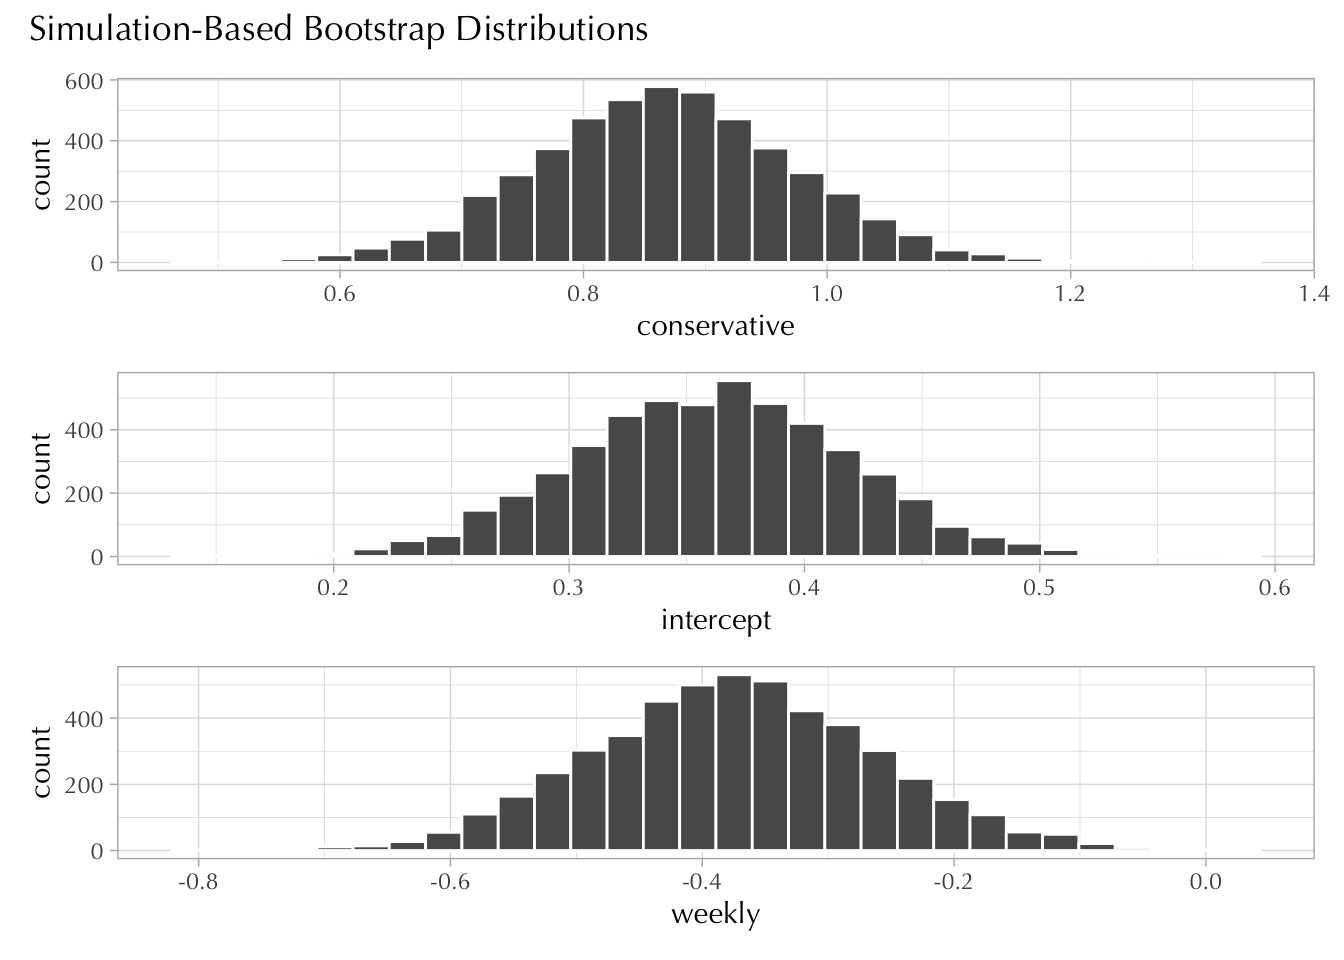 Simulation-Based Bootstrap Distributions
600
400
200
0
count
0.6 0.8 1.0 1.2 1.4
conservative
400
200
0
count
0.2 0.3 0.4 0.5 0.6
intercept
400
200
0
count
-0.8 -0.6 -0.4 -0.2 0.0
weekly